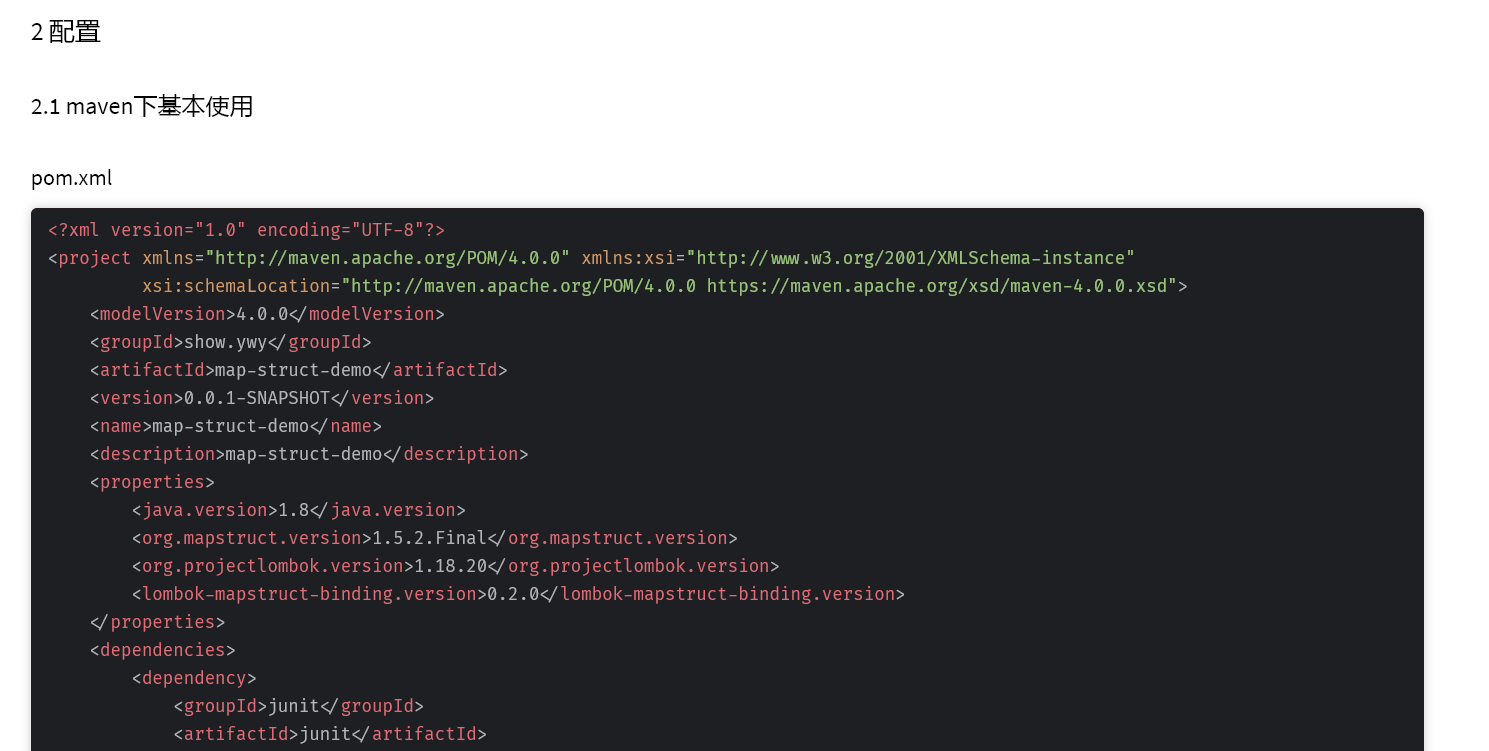 2 配置
2.1 maven下基本使用
pom.xml
<?xml version="1.0" encoding="UTF-8"?>
<project xmlns="http://maven.apache.org/POM/4.0.0" xmlns:xsi="http://www.w3.org/2001/XMLSchema-instance"
         xsi:schemaLocation="http://maven.apache.org/POM/4.0.0 https://maven.apache.org/xsd/maven-4.0.0.xsd">
    <modelVersion>4.0.0</modelVersion>
    <groupId>show.ywy</groupId>
    <artifactId>map-struct-demo</artifactId>
    <version>0.0.1-SNAPSHOT</version>
    <name>map-struct-demo</name>
    <description>map-struct-demo</description>
    <properties>
        <java.version>1.8</java.version>
        <org.mapstruct.version>1.5.2.Final</org.mapstruct.version>
        <org.projectlombok.version>1.18.20</org.projectlombok.version>
        <lombok-mapstruct-binding.version>0.2.0</lombok-mapstruct-binding.version>
    </properties>
    <dependencies>
        <dependency>
            <groupId>junit</groupId>
            <artifactId>junit</artifactId>